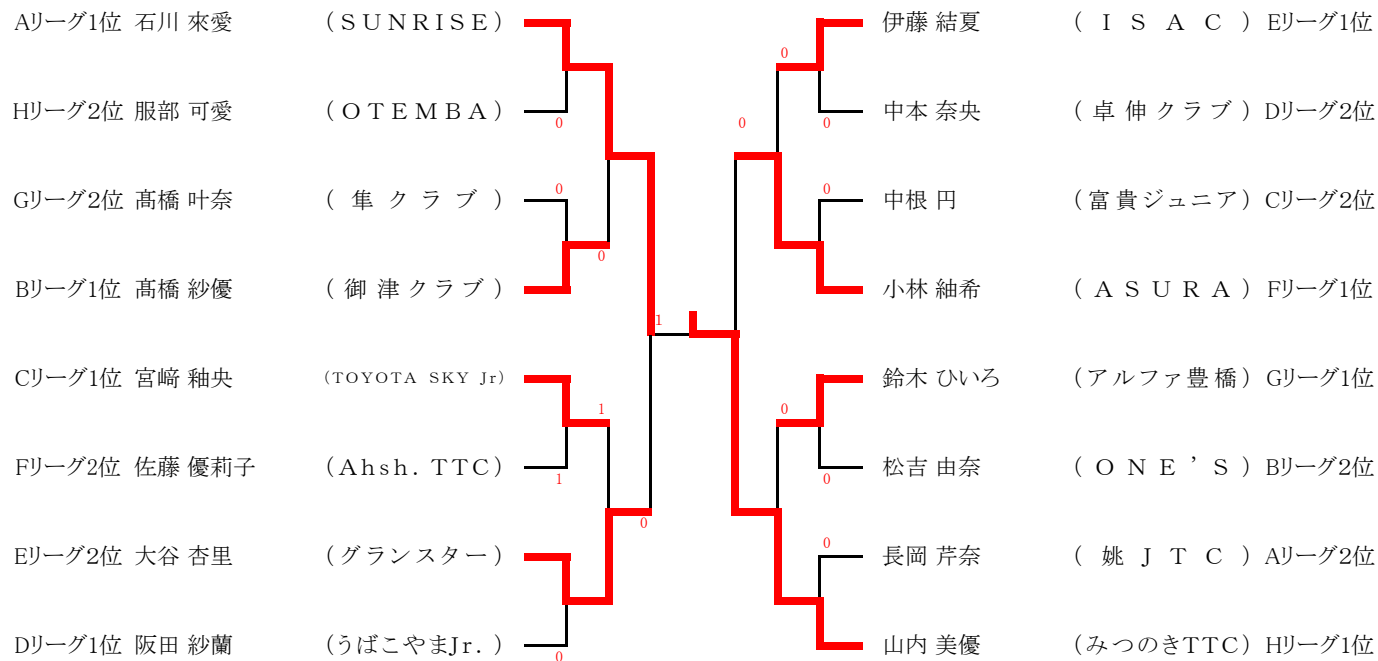 Aリーグ1位 石川 來愛 (SUNRISE) 伊藤 結夏 (ISAC) Eリーグ1位
0
Hリーグ2位 服部 可愛 (OTEMBA) 中本 奈央 (卓伸クラブ) Dリーグ2位
0 0 0
Gリーグ2位 髙橋 叶奈 (隼クラブ) 中根 円 (富貴ジュニア) Cリーグ2位
0 0
0
Bリーグ1位 髙橋 紗優 (御津クラブ) 小林 紬希 (ASURA) Fリーグ1位
1
Cリーグ1位 宮﨑 釉央 (TOYOTA SKY Jr) 鈴木 ひいろ (アルファ豊橋) Gリーグ1位
1 0
Fリーグ2位 佐藤 優莉子 (Ahsh. TTC) 松吉 由奈 (ONE'S) Bリーグ2位
1 0
0
0
Eリーグ2位 大谷 杏里 (グランスター) 長岡 芹奈 (姚JTC) Aリーグ2位
Dリーグ1位 阪田 紗蘭 (うばこやまJr.) 山内 美優 (みつのきTTC) Hリーグ1位
0